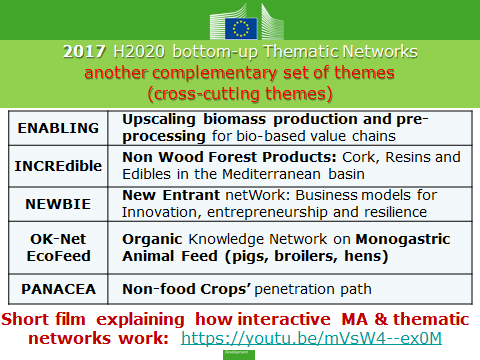 2017 H2020 bottom-up Thematic Networks
another complementary set of themes
(cross-cutting themes)
ENABLING
Upscaling biomass production and pre-
processing for bio-based value chains
INCREdible
Non Wood Forest Products: Cork, Resins and
Edibles in the Mediterranean basin
NEWBIE
New Entrant netWork: Business models for
Innovation, entrepreneurship and resilience
OK-Net
EcoFeed
Organic Knowledge Network on Monogastric
Animal Feed (pigs, broilers, hens)
PANACEA
Non-food Crops’ penetration path
Short film explaining how interactive MA & thematic
networks work: https://youtu.be/mVsW4--ex0M
Development